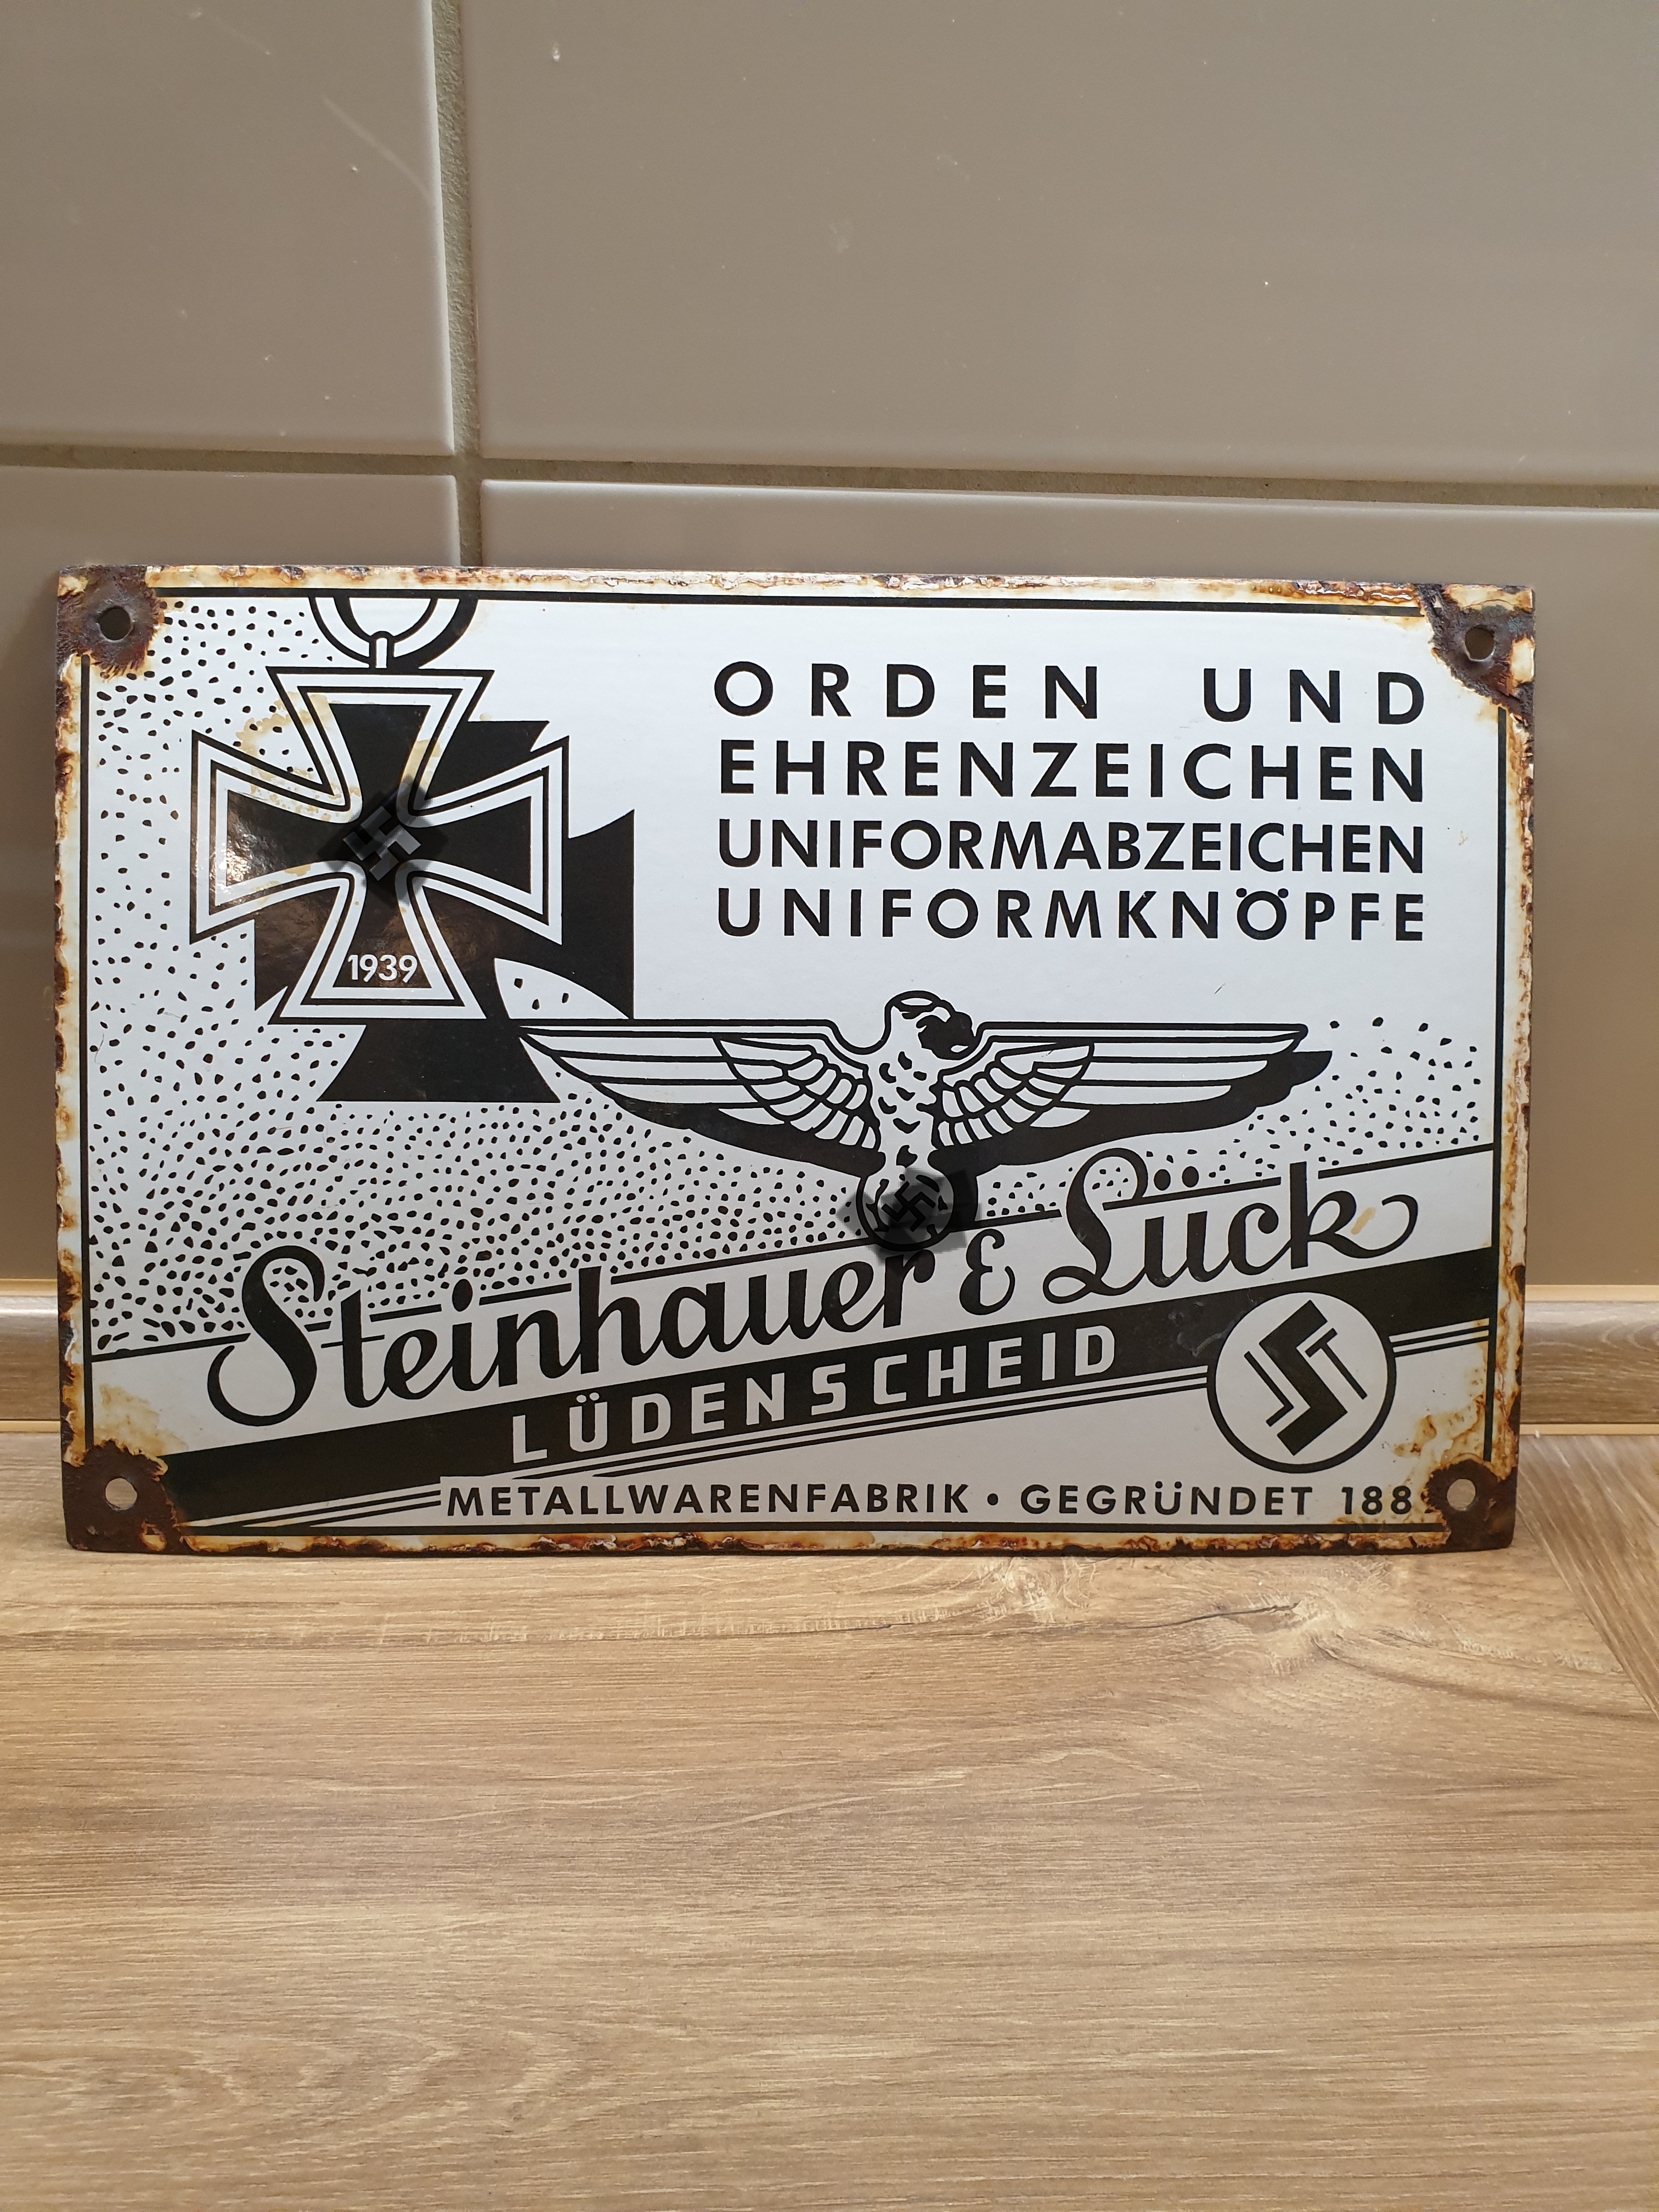 ORDEN UND
EHRENZEICHEN
UNIFORMABZEICHEN
UNIFORMKNÖPFE
1939
Steinhauer & Lück
LÜDENSCHEID
METALLWARENFABRIK • GEGRÜNDET 188